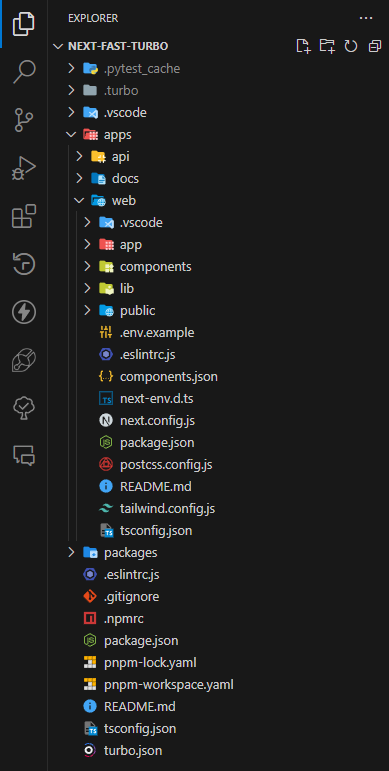 EXPLORER
NEXT-FAST-TURBO
.pytest_cache
.turbo
.vscode
apps
api
docs
web
.vscode
app
components
lib
public
.env.example
.eslintrc.js
components.json
next-env.d.ts
next.config.js
package.json
postcss.config.js
README.md
tailwind.config.js
tsconfig.json
packages
.eslintrc.js
.gitignore
.npmrc
package.json
pnpm-lock.yaml
pnpm-workspace.yaml
README.md
tsconfig.json
turbo.json